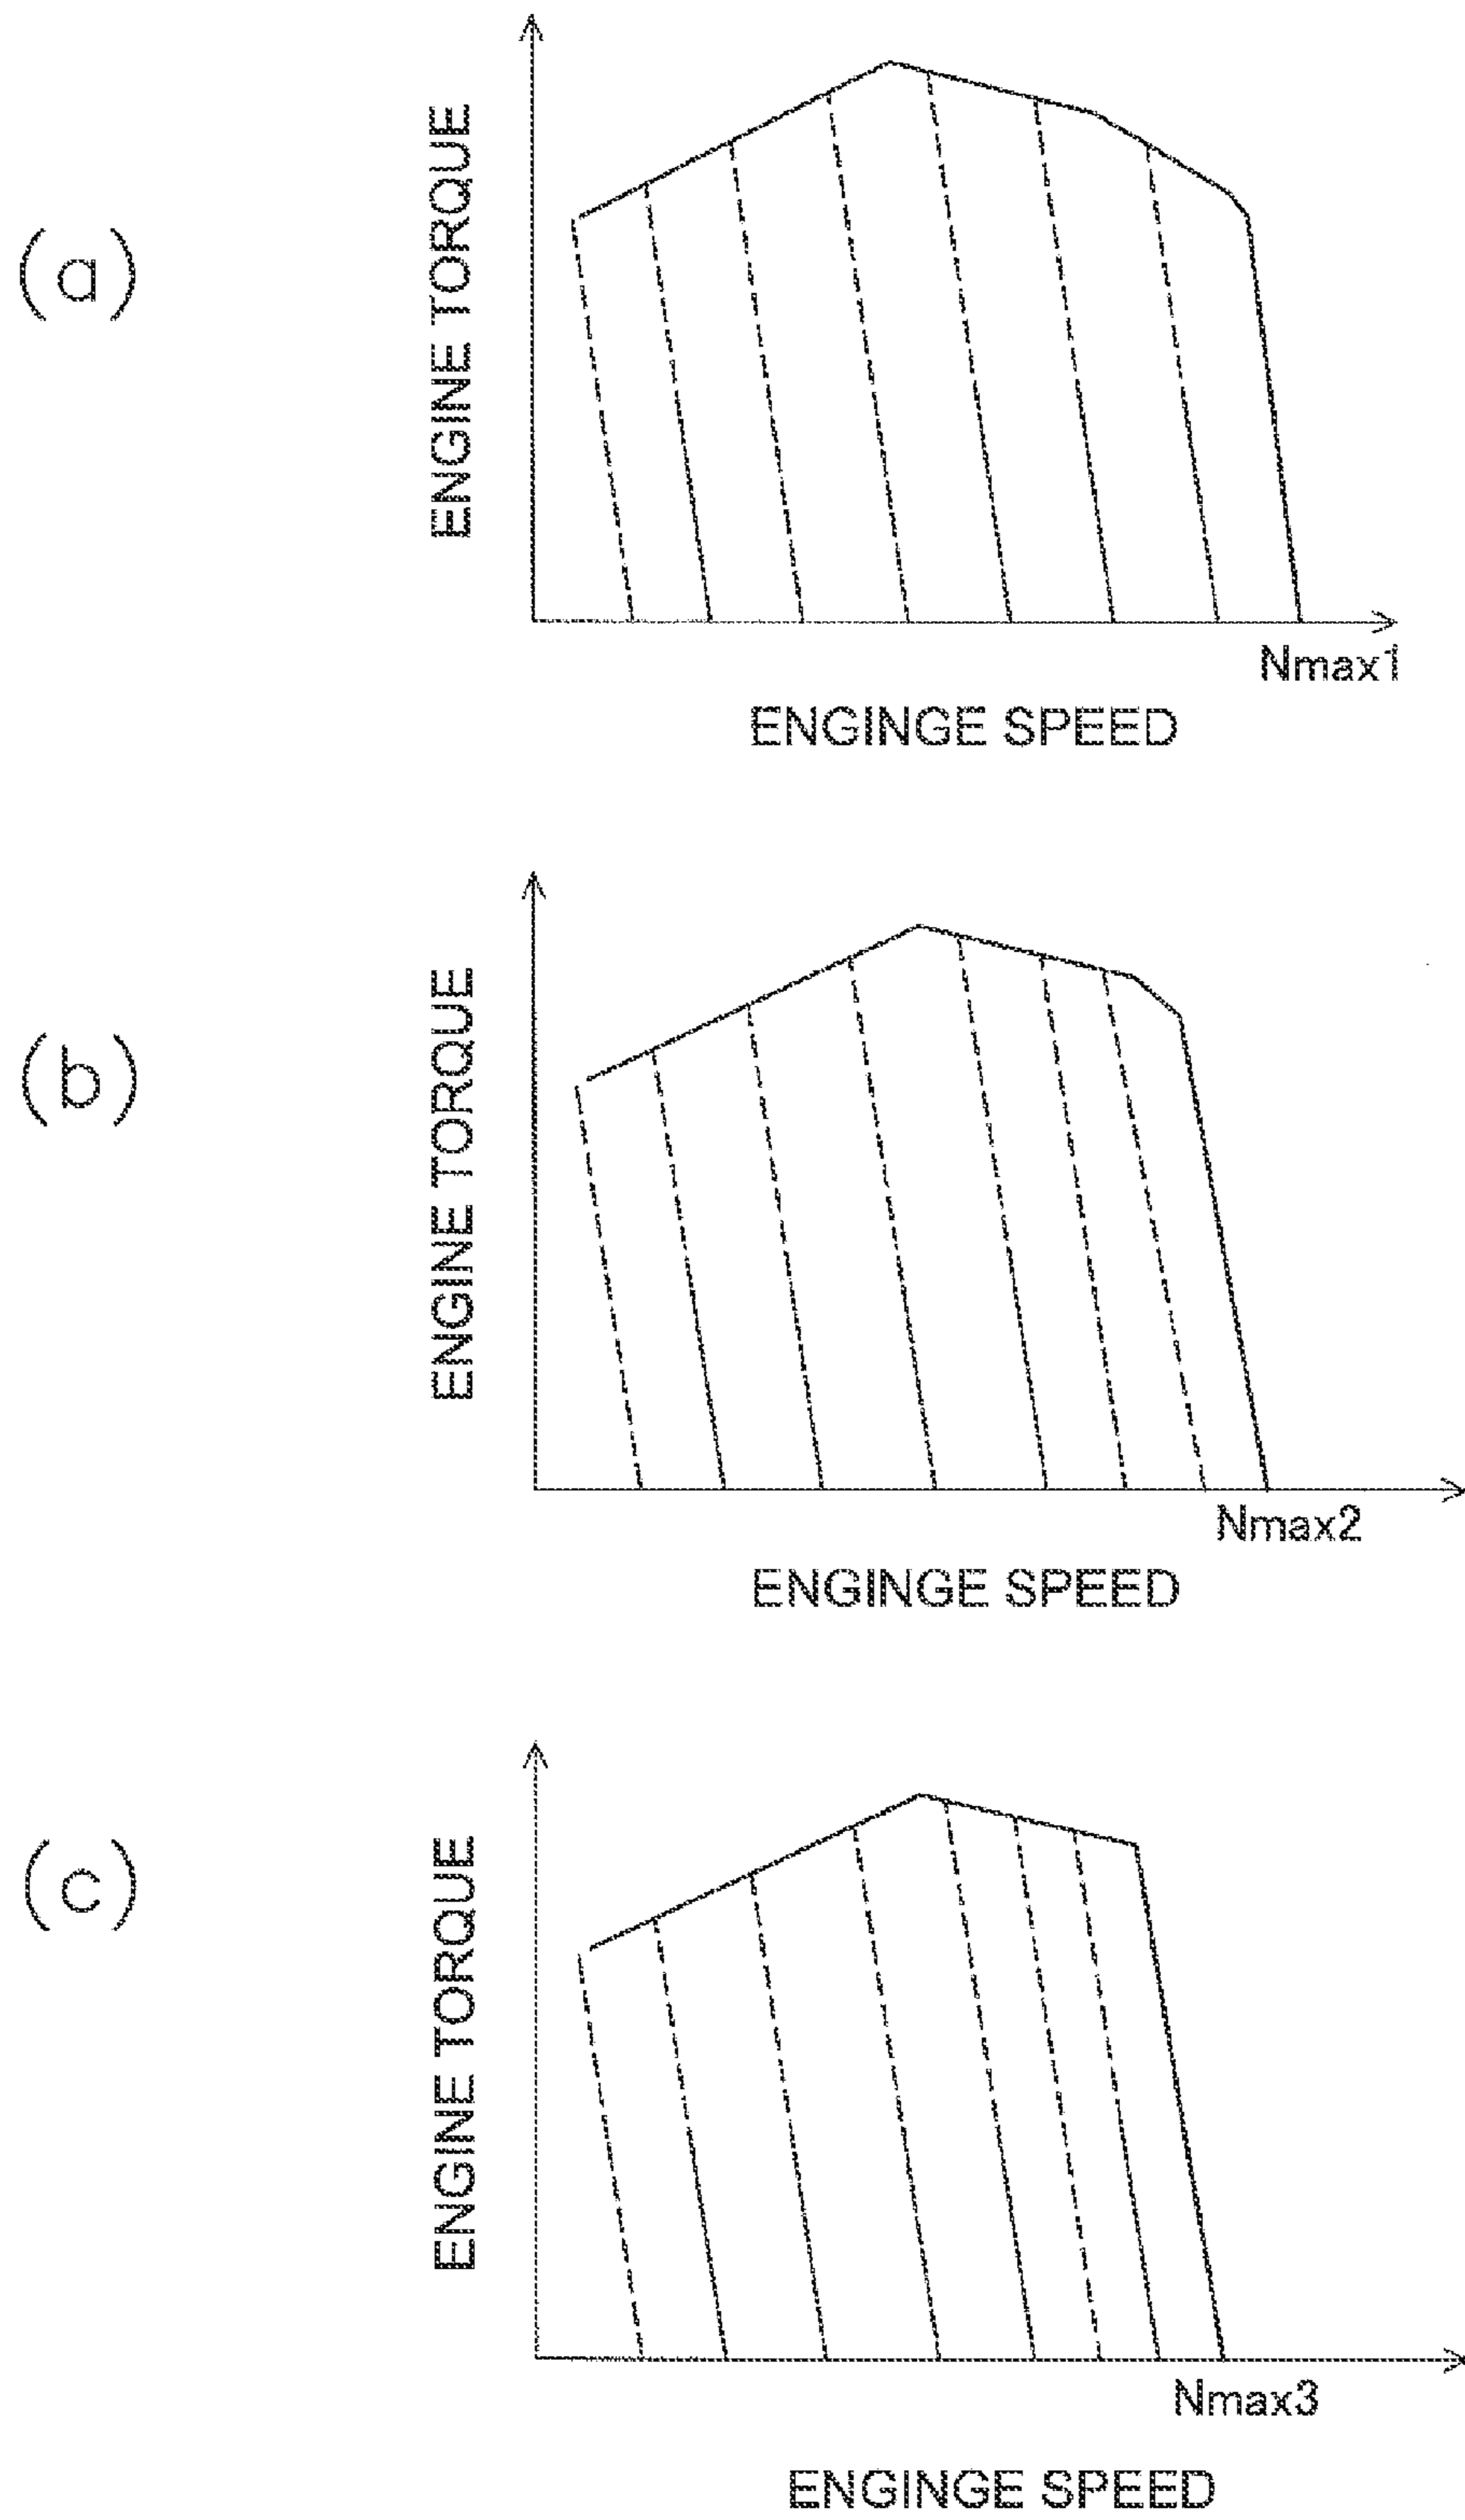 (a)
ENGINE TORQUE
Nmax1
ENGINGE SPEED
(b)
ENGINE TORQUE
Nmax2
ENGINGE SPEED
(c)
ENGINE TORQUE
Nmax3
ENGINGE SPEED